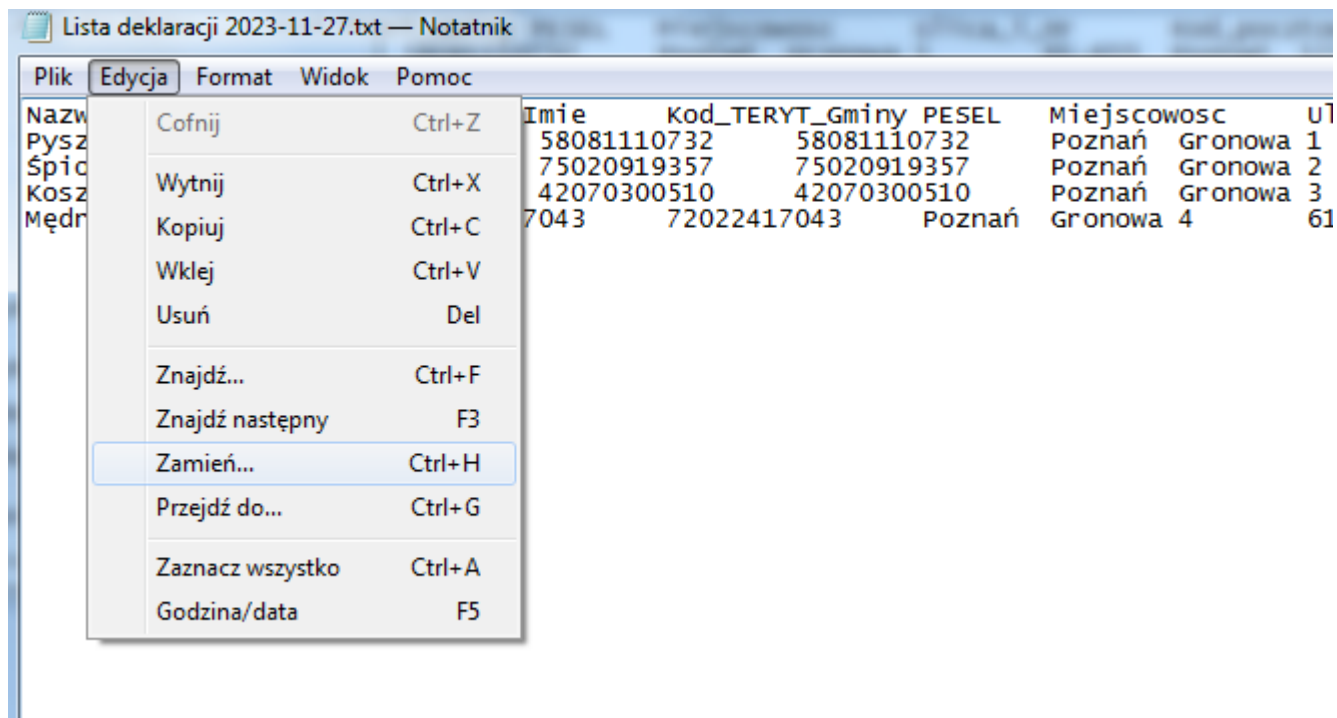 Lista deklaracji 2023-11-27.txt — Notatnik
Plik Edycja Format Widok Pomoc
Nazw Imie Kod_TERYT_Gminy PESEL Miejscowosc Ul
Pysz 58081110732 58081110732 Poznań Gronowa 1
Śpio 75020919357 75020919357 Poznań Gronowa 2
Kosz 42070300510 42070300510 Poznań Gronowa 3
Mędr 7043 72022417043 Poznań Gronowa 4 61
Cofnij Ctrl+Z
Wytnij Ctrl+X
Kopiuj Ctrl+C
Wklej Ctrl+V
Usuń Del
Znajdź... Ctrl+F
Znajdź następny F3
Zamień... Ctrl+H
Przejdź do... Ctrl+G
Zaznacz wszystko Ctrl+A
Godzina/data F5